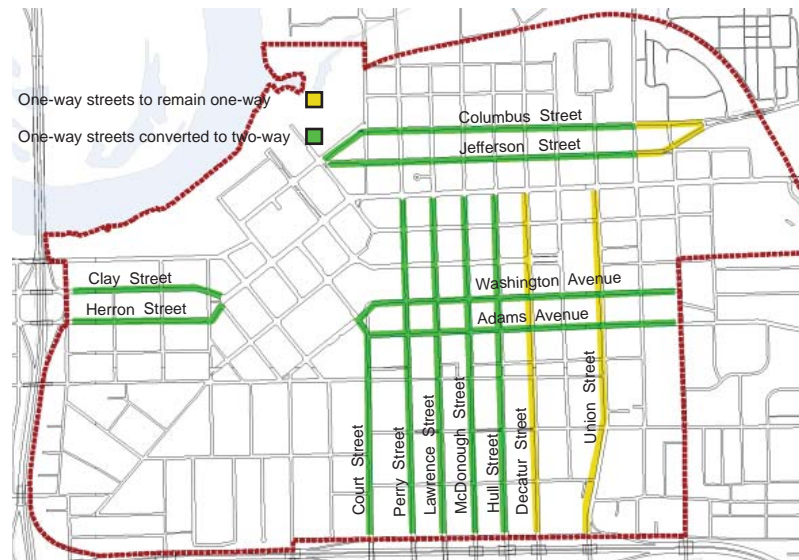 One-way streets to remain one-way
One-way streets converted to two-way
Columbus Street
Jefferson Street
Clay Street
Herron Street
Washington Avenue
Adams Avenue
Court Street
Perry Street
Lawrence Street
McDonough Street
Hull Street
Decatur Street
Union Street